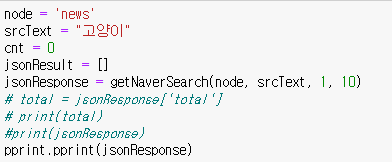 node = 'news'
srcText = "고양이"
cnt = 0
jsonResult = []
jsonResponse = getNaverSearch(node, srcText, 1, 10)
# total = jsonResponse['total']
# print(total)
#print(jsonResponse)
pprint.pprint(jsonResponse)